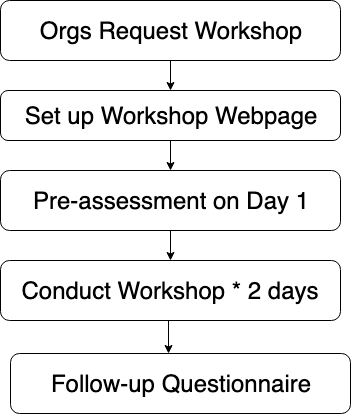 Orgs Request Workshop
Set up Workshop Webpage
Pre-assessment on Day 1
Conduct Workshop * 2 days
Follow-up Questionnaire